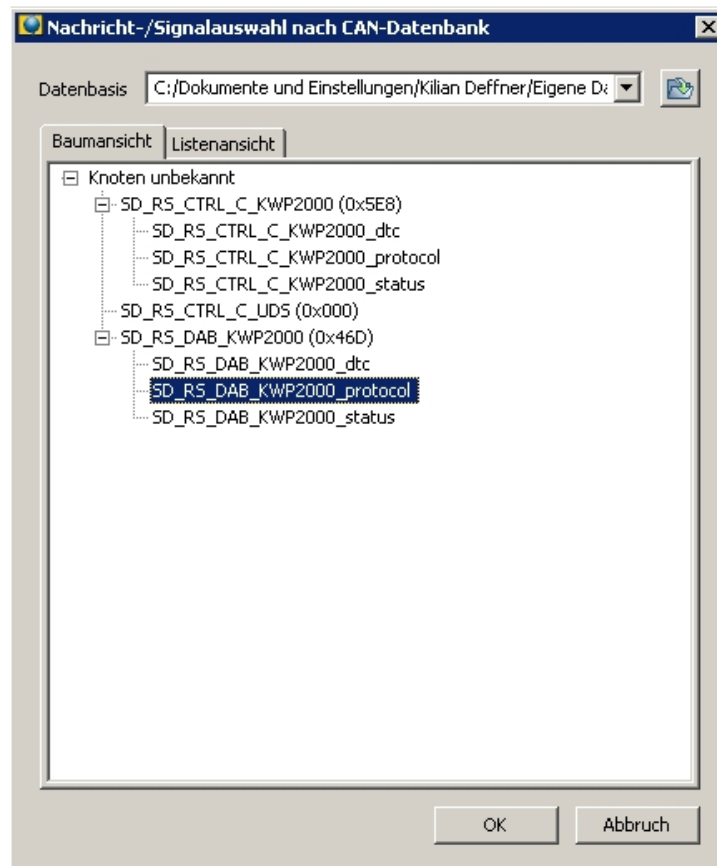 Nachricht-/Signalauswahl nach CAN-Datenbank
Datenbasis C:/Dokumente und Einstellungen/Kilian Deffner/Eigene Da
Baumansicht Listenansicht
Knoten unbekannt
SD_RS_CTRL_C_KWP2000 (0x5E8)
SD_RS_CTRL_C_KWP2000_dtc
SD_RS_CTRL_C_KWP2000_protocol
SD_RS_CTRL_C_KWP2000_status
SD_RS_CTRL_C_UDS (0x000)
SD_RS_DAB_KWP2000 (0x46D)
SD_RS_DAB_KWP2000_dtc
SD_RS_DAB_KWP2000_protocol
SD_RS_DAB_KWP2000_status
OK Abbruch